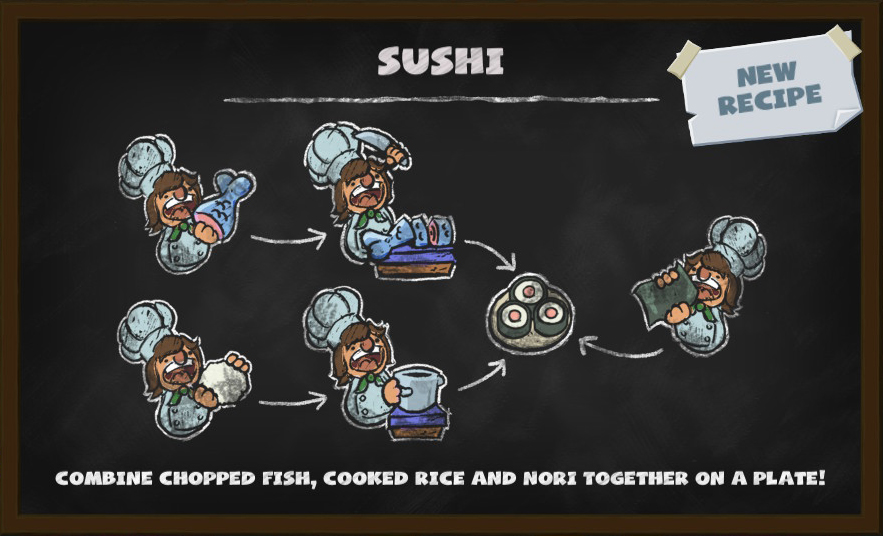 SUSHI
NEW
RECIPE
COMBINE CHOPPED FISH, COOKED RICE AND NORI TOGETHER ON A PLATE!